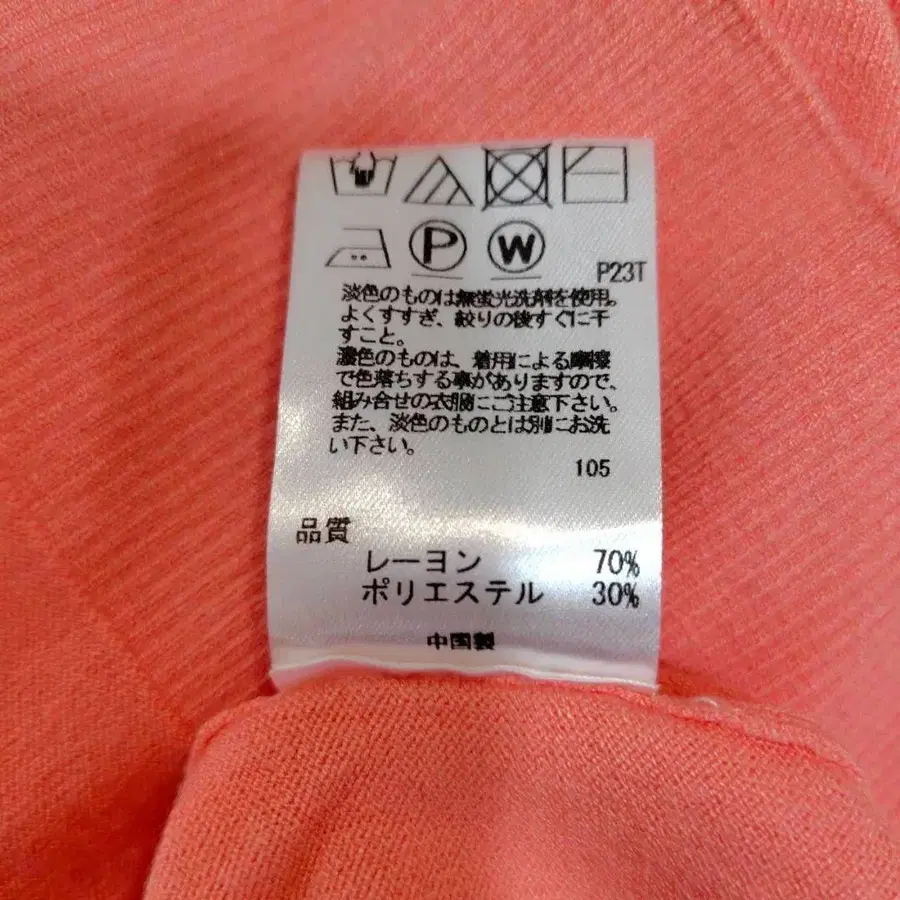 P W P23T
淡色のものは無蛍光洗剤を使用。
よくすすぎ、絞りの後すぐに干
すこと。
濃色のものは、着用による摩擦
で色落ちする事がありますので、
組み合せの衣服にご注意下さい。
また、淡色のものとは別にお洗
い下さい。
105
品質
レーヨン 70%
ポリエステル 30%
中国製